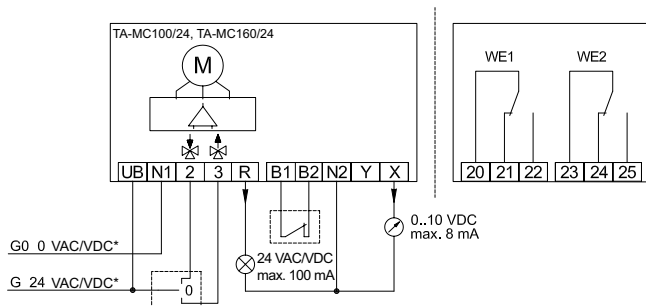 TA-MC100/24, TA-MC160/24
M
UB N1 2 3 R B1 B2 N2 Y X
WE1 WE2
20 21 22 23 24 25
0..10 VDC
max. 8 mA
G0 0 VAC/VDC*
24 VAC/VDC
max. 100 mA
G 24 VAC/VDC*
0